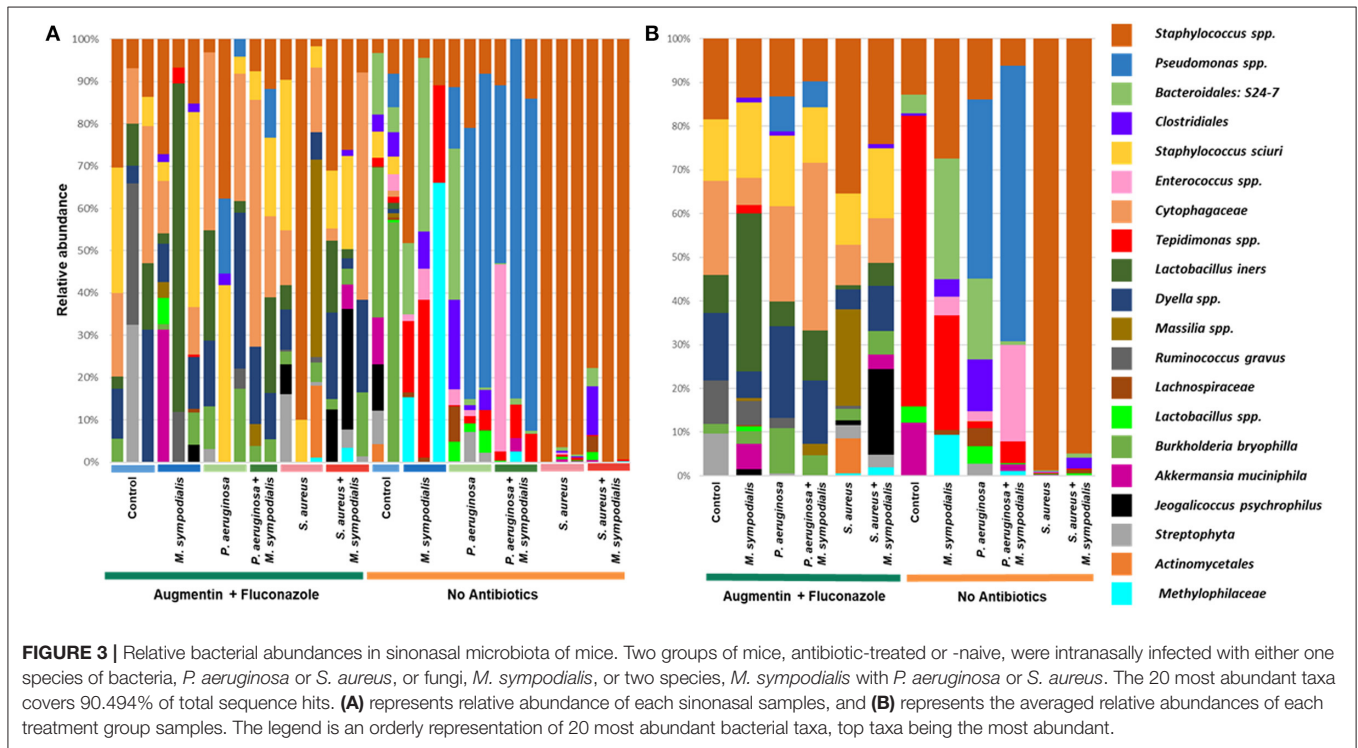 A
100%
90%
80%
70%
60%
50%
40%
30%
20%
10%
0%
Relative abundance
Control
M. sympodialis
P. aeruginosa
P. aeruginosa +
M. sympodialis
S. aureus
S. aureus +
M. sympodialis
Control
M. sympodialis
P. aeruginosa
P. aeruginosa +
M. sympodialis
S. aureus
S. aureus +
M. sympodialis
Augmentin + Fluconazole
No Antibiotics
B
100%
90%
80%
70%
60%
50%
40%
30%
20%
10%
0%
Control
M. sympodialis
P. aeruginosa
P. aeruginosa +
M. sympodialis
S. aureus
S. aureus +
M. sympodialis
Control
M. sympodialis
P. aeruginosa
P. aeruginosa +
M. sympodialis
S. aureus
S. aureus +
M. sympodialis
Augmentin + Fluconazole
No Antibiotics
Staphylococcus spp.
Pseudomonas spp.
Bacteroidales: S24-7
Clostridiales
Staphylococcus sciuri
Enterococcus spp.
Cytophagaceae
Tepidimonas spp.
Lactobacillus iners
Dyella spp.
Massilia spp.
Ruminococcus gravus
Lachnospiraceae
Lactobacillus spp.
Burkholderia bryophilla
Akkermansia muciniphila
Jeogalicoccus psychrophilus
Streptophyta
Actinomycetales
Methylophilaceae
FIGURE 3 | Relative bacterial abundances in sinonasal microbiota of mice. Two groups of mice, antibiotic-treated or -naive, were intranasally infected with either one
species of bacteria, P. aeruginosa or S. aureus, or fungi, M. sympodialis, or two species, M. sympodialis with P. aeruginosa or S. aureus. The 20 most abundant taxa
covers 90.494% of total sequence hits. (A) represents relative abundance of each sinonasal samples, and (B) represents the averaged relative abundances of each
treatment group samples. The legend is an orderly representation of 20 most abundant bacterial taxa, top taxa being the most abundant.